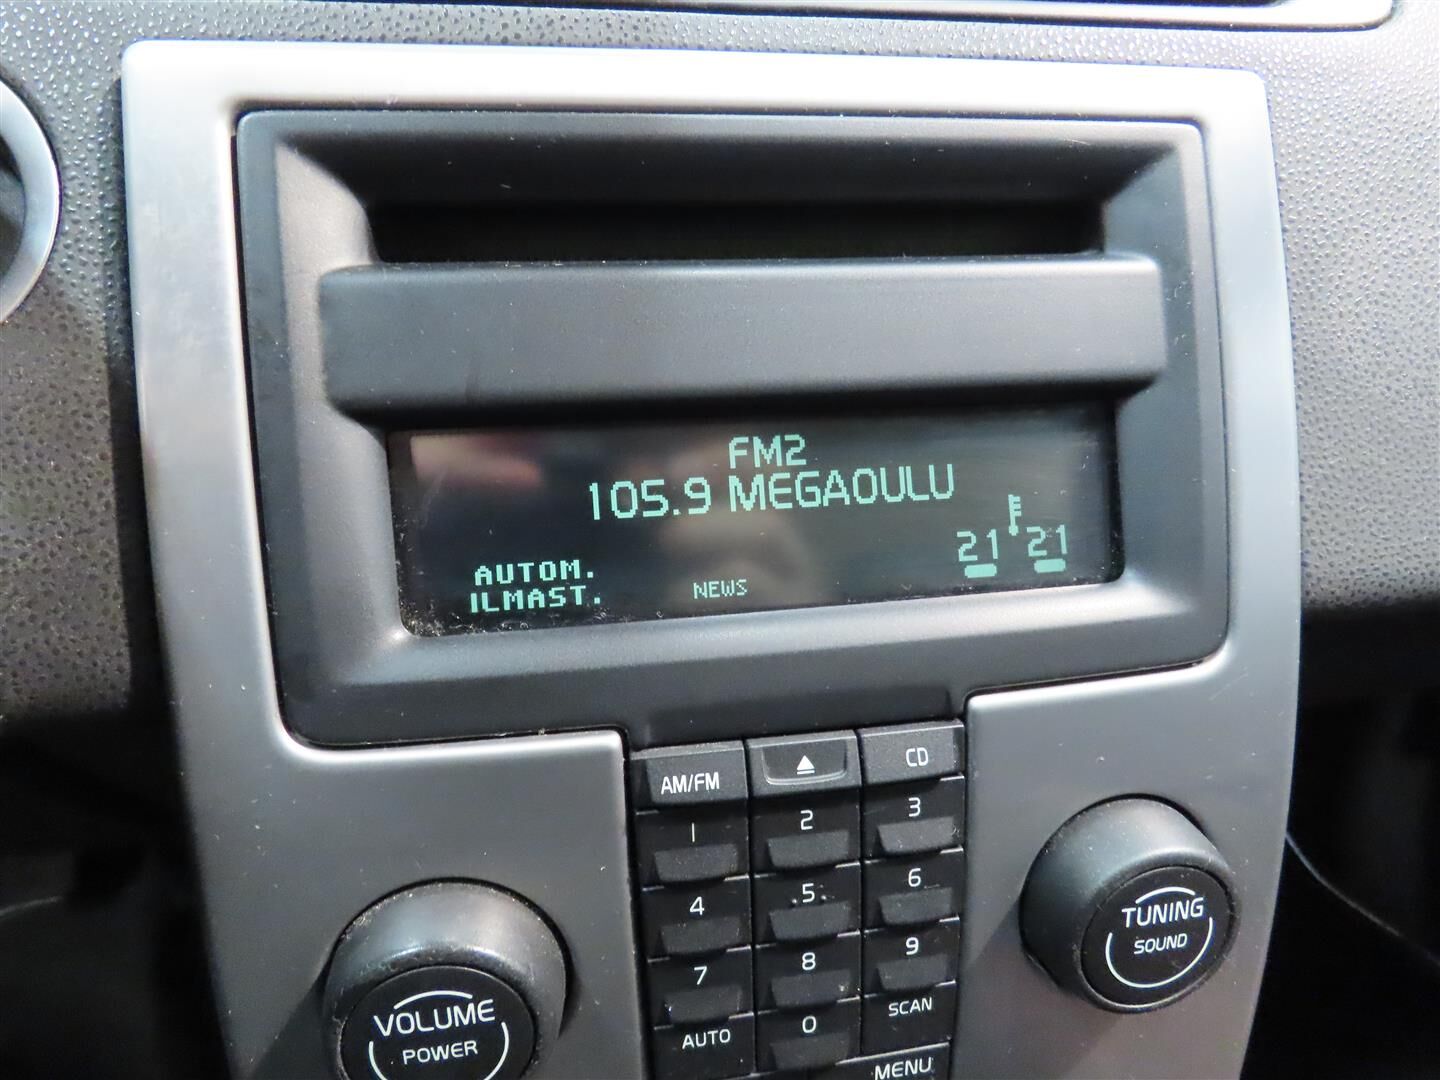 FM2
105.9 MEGAOULU
21 21
AUTOM.
ILMAST.
NEWS
AM/FM
CD
1 2 3
4 5 6
7 8 9
AUTO 0 SCAN
MENU
VOLUME
POWER
TUNING
SOUND